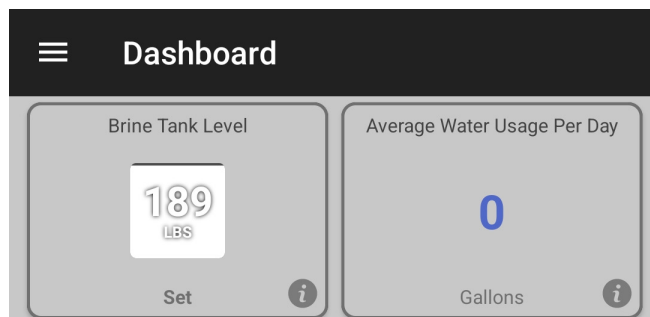 Dashboard
Brine Tank Level
189
LBS
Set
Average Water Usage Per Day
0
Gallons